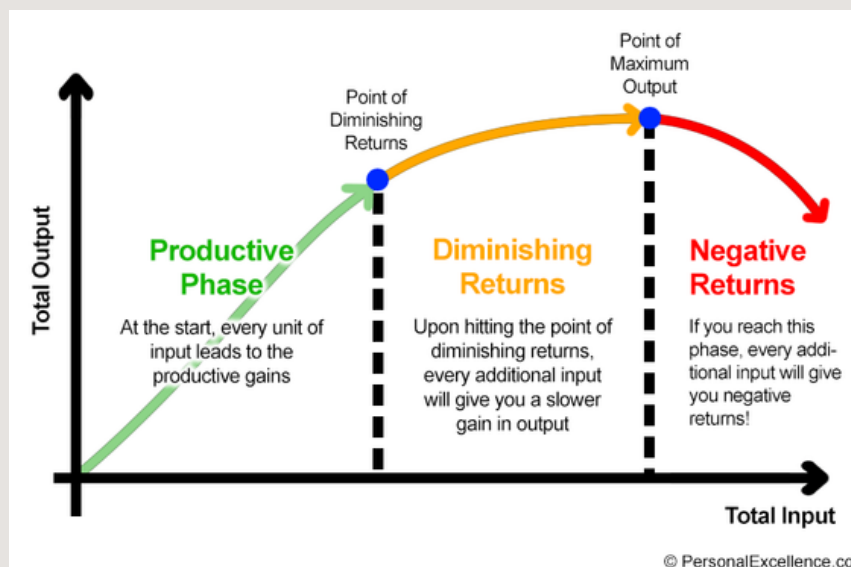 Point of
Maximum
Output
Point of
Diminishing
Returns
Total Output
Productive
Phase
At the start, every unit of
input leads to the
productive gains
Diminishing
Returns
Upon hitting the point of
diminishing returns,
every additional input
will give you a slower
gain in output
Negative
Returns
If you reach this
phase, every addi-
tional input will give
you negative
returns!
Total Input
© PersonalExcellence.co